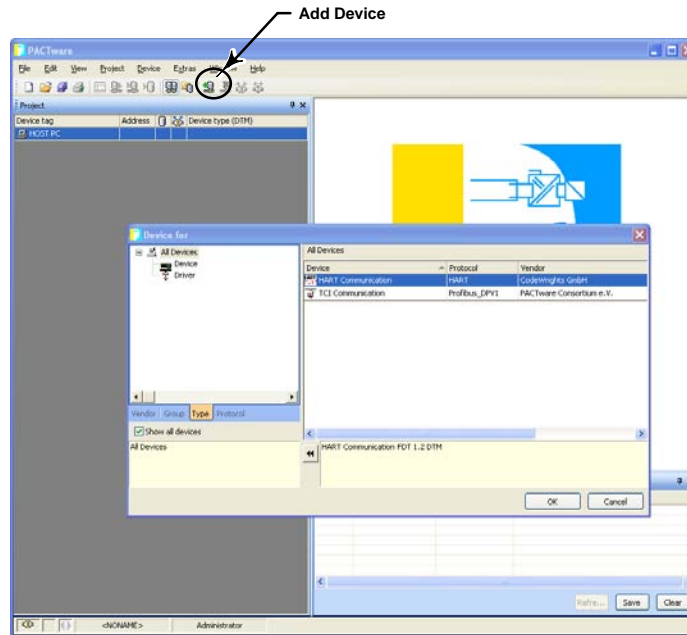 Add Device
PACTware
File Edit View Project Device Extras Help
Project
Device tag Address Device type (DTM)
HOST PC
Device for
All Devices
Device
Driver
All Devices
Device Protocol Vendor
HART Communication HART CodeWrights GmbH
TCI Communication Profibus_DPV1 PACTware Consortium e.V.
Vendor Group Type Protocol
Show all devices
All Devices
HART Communication FDT 1.2 DTM
OK Cancel
Refre... Save Clear
<NONAME> Administrator